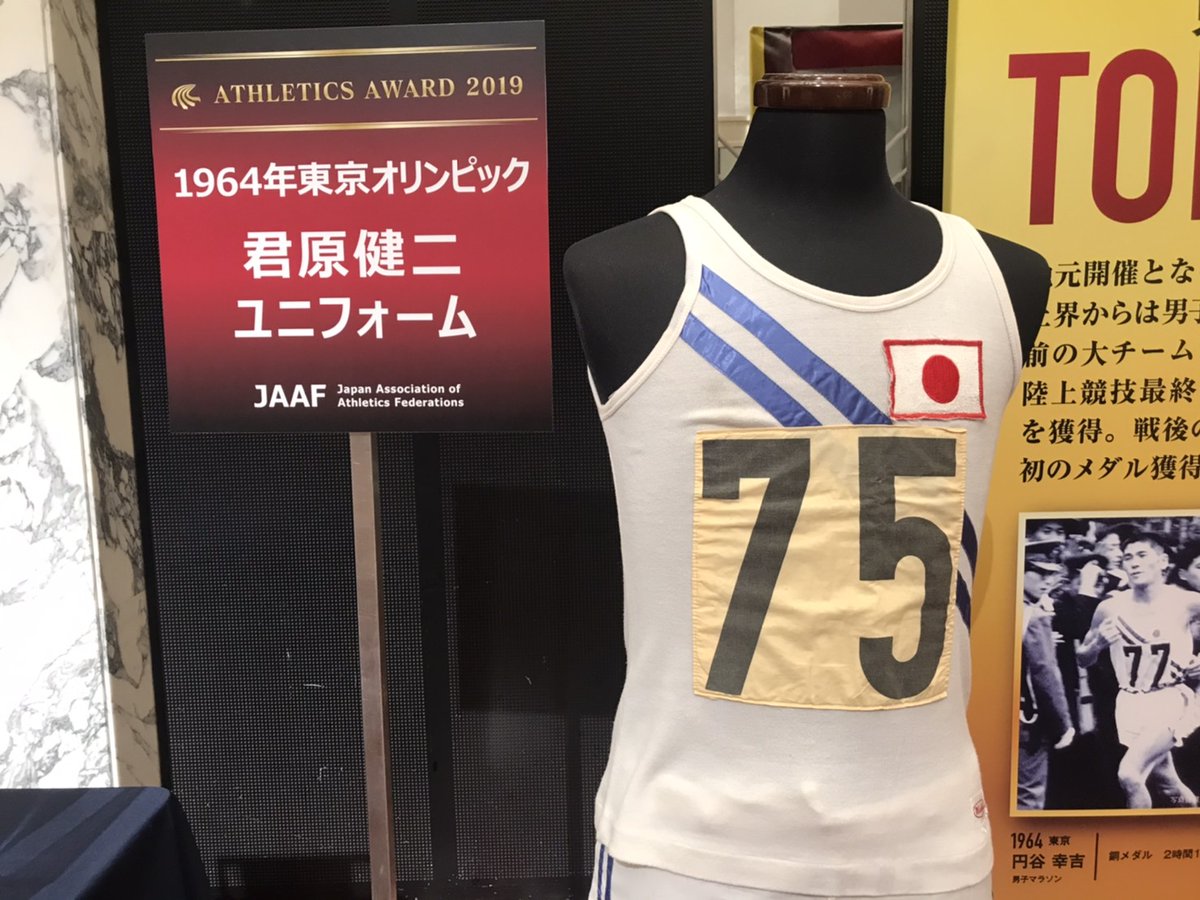 ATHLETICS AWARD 2019
1964年東京オリンピック
君原健二
ユニフォーム
JAAF
Japan Association of
Athletics Federations
75
TO
元開催とな
世界からは男子
前の大チーム
陸上競技最終
を獲得。戦後の
初のメダル獲得
77
1964 東京
円谷 幸吉
男子マラソン
銅メダル 2時間1